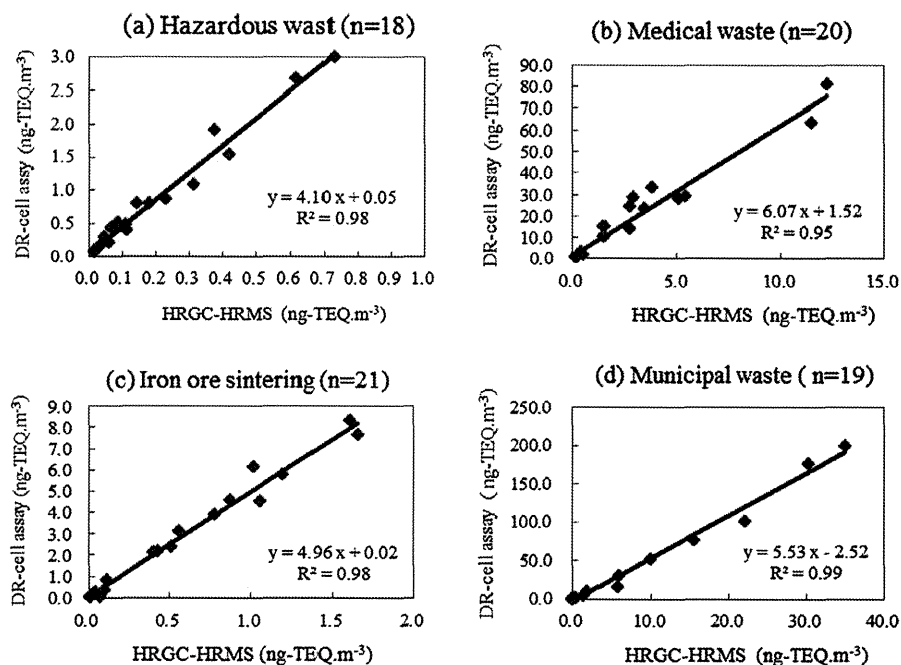 (a) Hazardous wast (n=18)
DR-cell assy (ng-TEQ.m⁻³)
3.0
2.5
2.0
1.5
1.0
0.5
0.0
y = 4.10 x + 0.05
R² = 0.98
0.0 0.1 0.2 0.3 0.4 0.5 0.6 0.7 0.8 0.9 1.0
HRGC-HRMS (ng-TEQ.m⁻³)
(b) Medical waste (n=20)
DR-cell assay (ng-TEQ.m⁻³)
90.0
80.0
70.0
60.0
50.0
40.0
30.0
20.0
10.0
0.0
y = 6.07 x + 1.52
R² = 0.95
0.0 5.0 10.0 15.0
HRGC-HRMS (ng-TEQ.m⁻³)
(c) Iron ore sintering (n=21)
DR-cell assay (ng-TEQ.m⁻³)
9.0
8.0
7.0
6.0
5.0
4.0
3.0
2.0
1.0
0.0
y = 4.96 x + 0.02
R² = 0.98
0.0 0.5 1.0 1.5 2.0
HRGC-HRMS (ng-TEQ.m⁻³)
(d) Municipal waste ( n=19)
DR-cell assay ( ng-TEQ.m⁻³)
250.0
200.0
150.0
100.0
50.0
0.0
y = 5.53 x - 2.52
R² = 0.99
0.0 10.0 20.0 30.0 40.0
HRGC-HRMS (ng-TEQ.m⁻³)